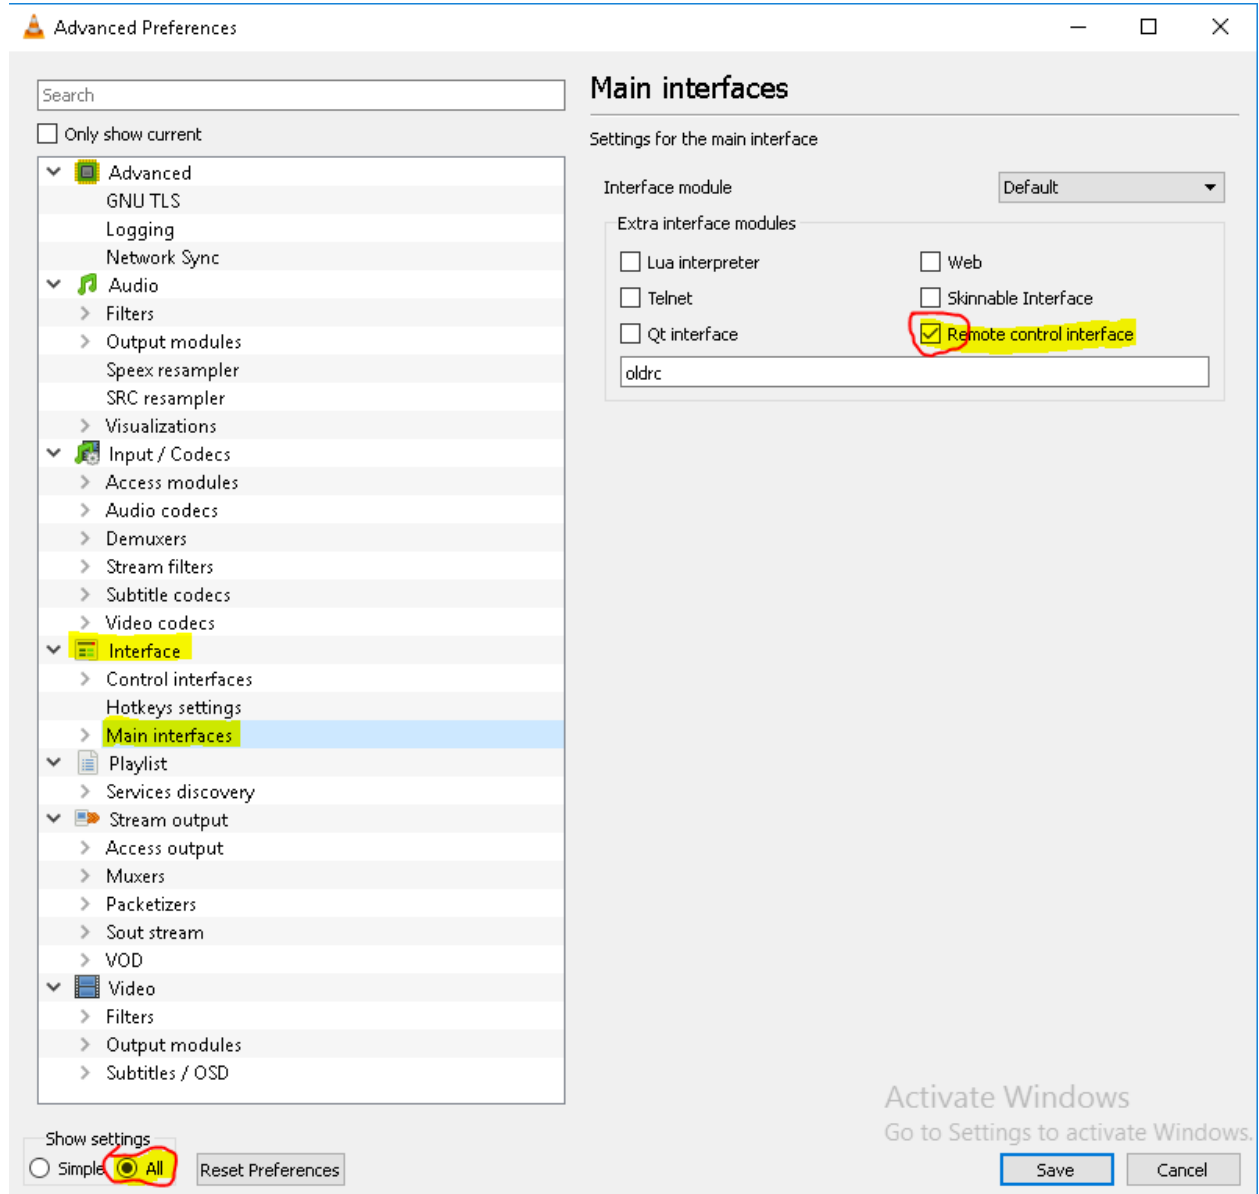 Advanced Preferences
Search
Only show current
Advanced
GNU TLS
Logging
Network Sync
Audio
Filters
Output modules
Speex resampler
SRC resampler
Visualizations
Input / Codecs
Access modules
Audio codecs
Demuxers
Stream filters
Subtitle codecs
Video codecs
Interface
Control interfaces
Hotkeys settings
Main interfaces
Playlist
Services discovery
Stream output
Access output
Muxers
Packetizers
Sout stream
VOD
Video
Filters
Output modules
Subtitles / OSD
Show settings
Simple All Reset Preferences
Main interfaces
Settings for the main interface
Interface module Default
Extra interface modules
Lua interpreter Web
Telnet Skinnable Interface
Qt interface Remote control interface
oldrc
Activate Windows
Go to Settings to activate Windows.
Save Cancel